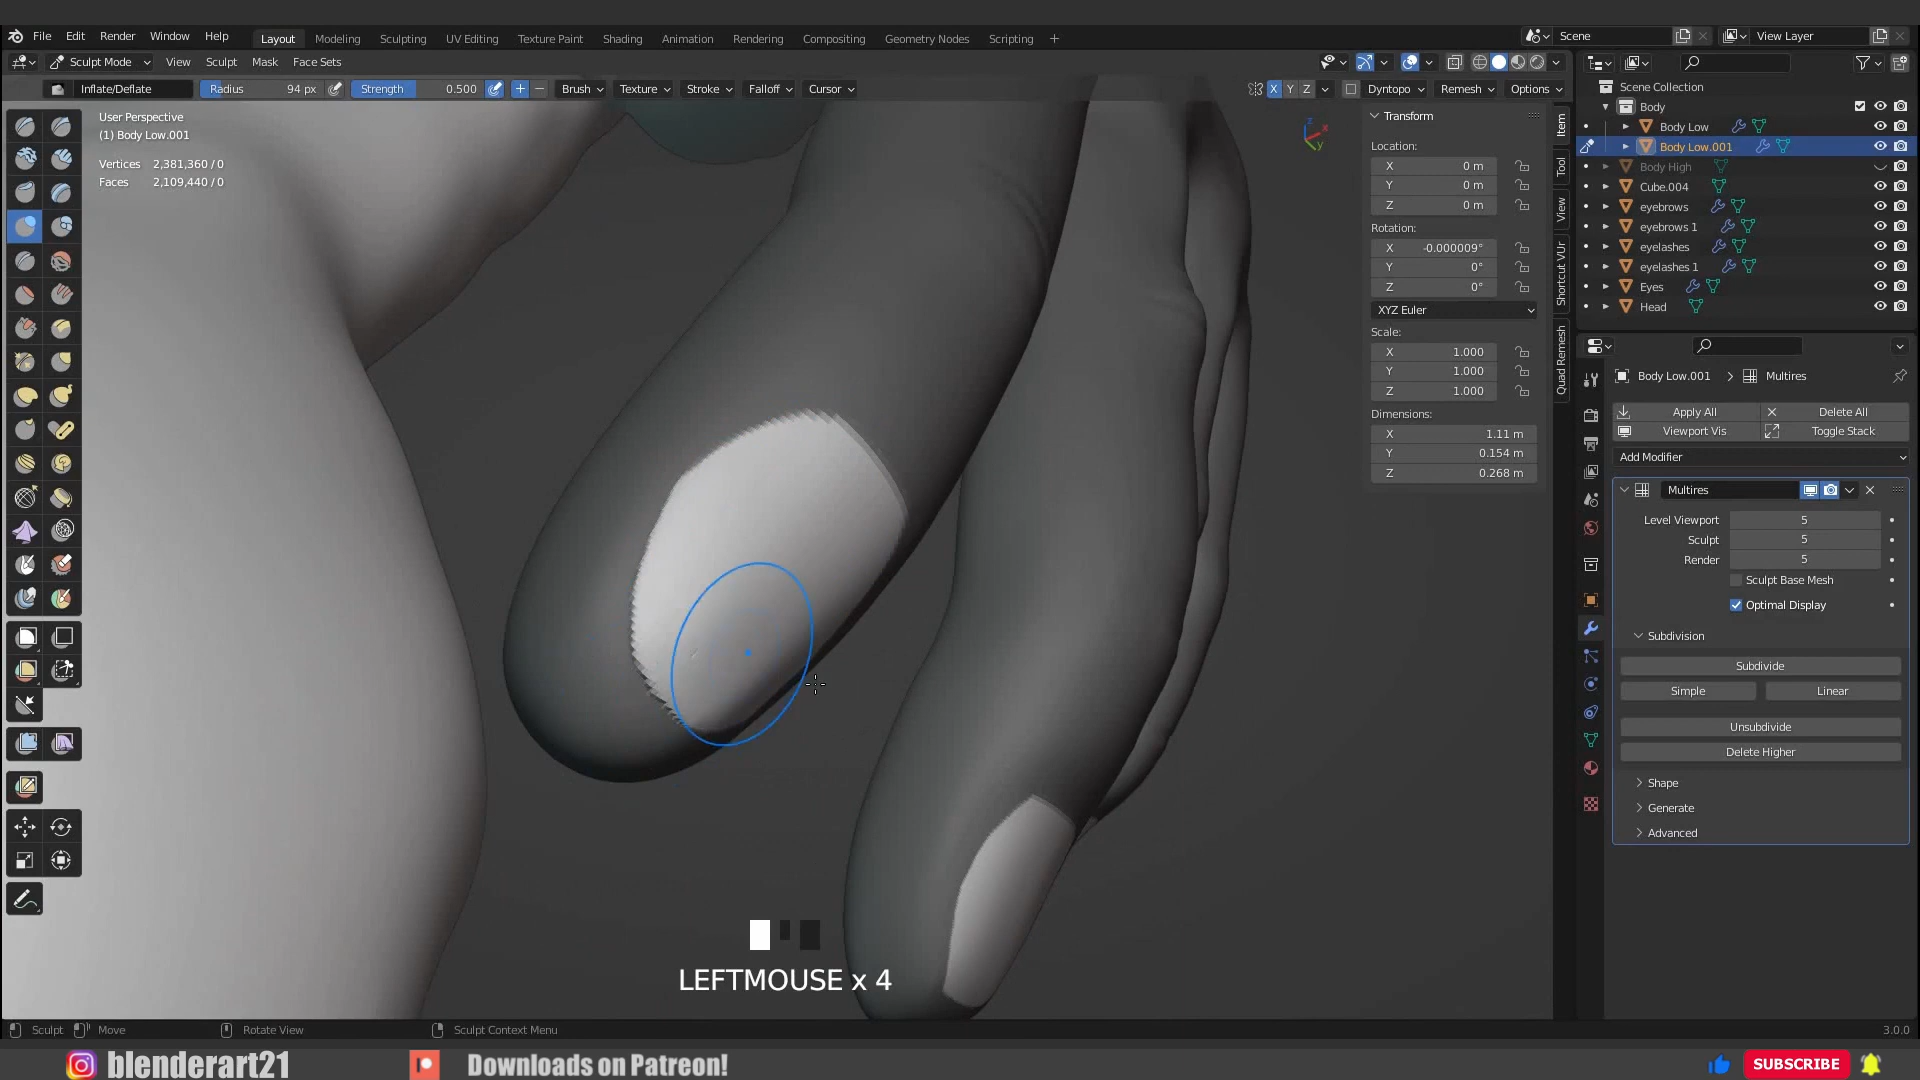 File Edit Render Window Help Layout Modeling Sculpting UV Editing Texture Paint Shading Animation Rendering Compositing Geometry Nodes Scripting + Scene View Layer
Sculpt Mode View Sculpt Mask Face Sets
Inflate/Deflate Radius 94 px Strength 0.500 + − Brush Texture Stroke Falloff Cursor X Y Z Dyntopo Remesh Options
User Perspective
(1) Body Low.001
Vertices 2,381,360 / 0
Faces 2,109,440 / 0
Transform
Location:
X 0 m
Y 0 m
Z 0 m
Rotation:
X -0.000009°
Y 0°
Z 0°
XYZ Euler
Scale:
X 1.000
Y 1.000
Z 1.000
Dimensions:
X 1.11 m
Y 0.154 m
Z 0.268 m
Item
Tool
View
Shortcut VUr
Quad Remesh
Scene Collection
Body
Body Low
Body Low.001
Body High
Cube.004
eyebrows
eyebrows 1
eyelashes
eyelashes 1
Eyes
Head
Body Low.001 > Multires
Apply All Delete All
Viewport Vis Toggle Stack
Add Modifier
Multires
Level Viewport 5
Sculpt 5
Render 5
Sculpt Base Mesh
Optimal Display
Subdivision
Subdivide
Simple Linear
Unsubdivide
Delete Higher
Shape
Generate
Advanced
LEFTMOUSE x 4
Sculpt Move Rotate View Sculpt Context Menu 3.0.0
blenderart21 Downloads on Patreon! SUBSCRIBE